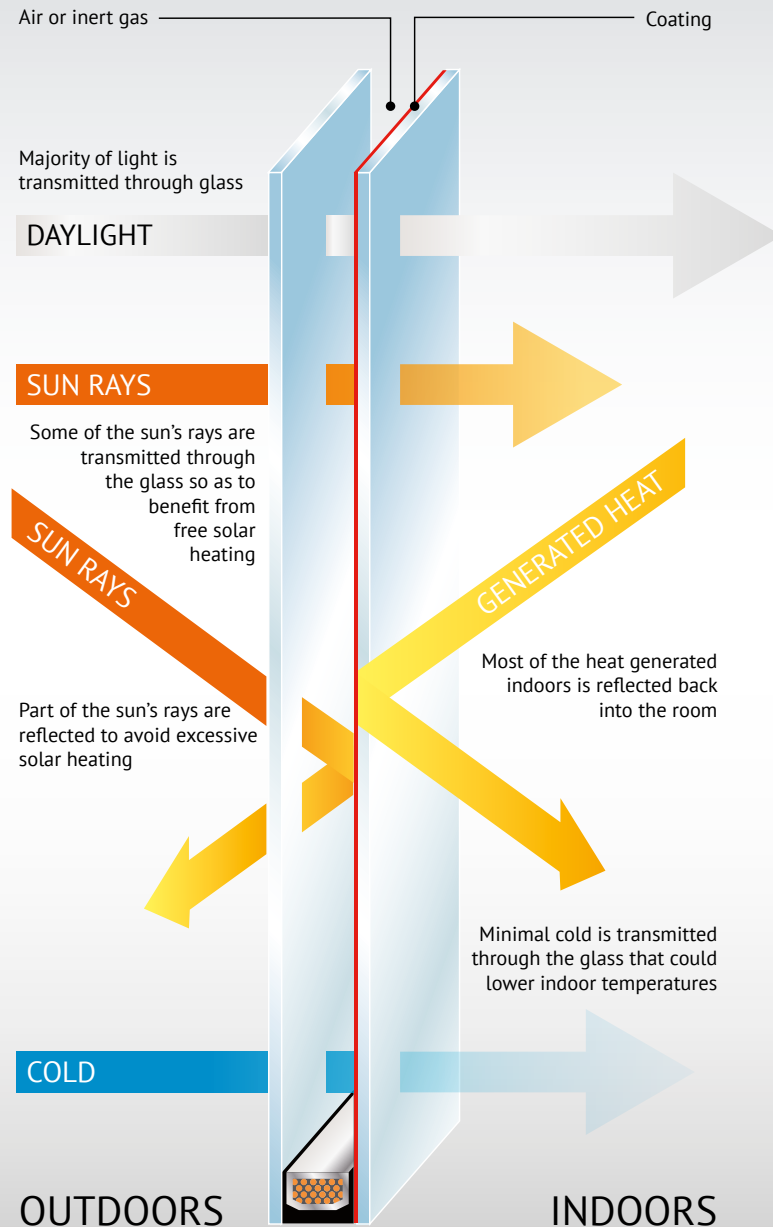 Air or inert gas
Coating
Majority of light is
transmitted through glass
DAYLIGHT
SUN RAYS
Some of the sun’s rays are
transmitted through
the glass so as to
benefit from
free solar
heating
SUN RAYS
GENERATED HEAT
Most of the heat generated
indoors is reflected back
into the room
Part of the sun’s rays are
reflected to avoid excessive
solar heating
Minimal cold is transmitted
through the glass that could
lower indoor temperatures
COLD
OUTDOORS
INDOORS